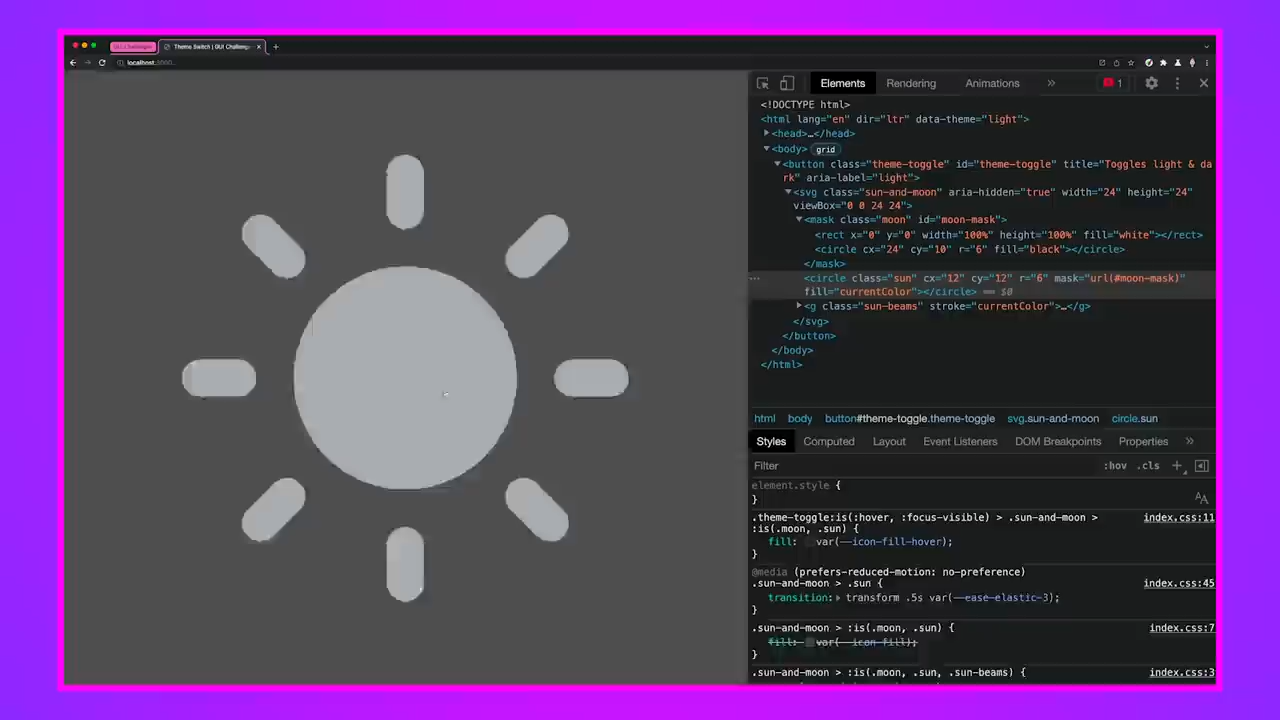 GUI Challenges
Theme Switch | GUI Challenge
localhost:3000
Elements
Rendering
Animations
»
1
<!DOCTYPE html>
<html lang="en" dir="ltr" data-theme="light">
<head>…</head>
<body> grid
<button class="theme-toggle" id="theme-toggle" title="Toggles light & da
rk" aria-label="light">
<svg class="sun-and-moon" aria-hidden="true" width="24" height="24"
viewBox="0 0 24 24">
<mask class="moon" id="moon-mask">
<rect x="0" y="0" width="100%" height="100%" fill="white"></rect>
<circle cx="24" cy="10" r="6" fill="black"></circle>
</mask>
<circle class="sun" cx="12" cy="12" r="6" mask="url(#moon-mask)"
fill="currentColor"></circle> == $0
<g class="sun-beams" stroke="currentColor">…</g>
</svg>
</button>
</body>
</html>
html body button#theme-toggle.theme-toggle svg.sun-and-moon circle.sun
Styles Computed Layout Event Listeners DOM Breakpoints Properties »
Filter :hov .cls +
element.style {
}
.theme-toggle:is(:hover, :focus-visible) > .sun-and-moon > index.css:11
:is(.moon, .sun) {
fill: var(--icon-fill-hover);
}
@media (prefers-reduced-motion: no-preference)
.sun-and-moon > .sun { index.css:45
transition: transform .5s var(--ease-elastic-3);
}
.sun-and-moon > :is(.moon, .sun) { index.css:7
fill: var(--icon-fill);
}
.sun-and-moon > :is(.moon, .sun, .sun-beams) { index.css:3